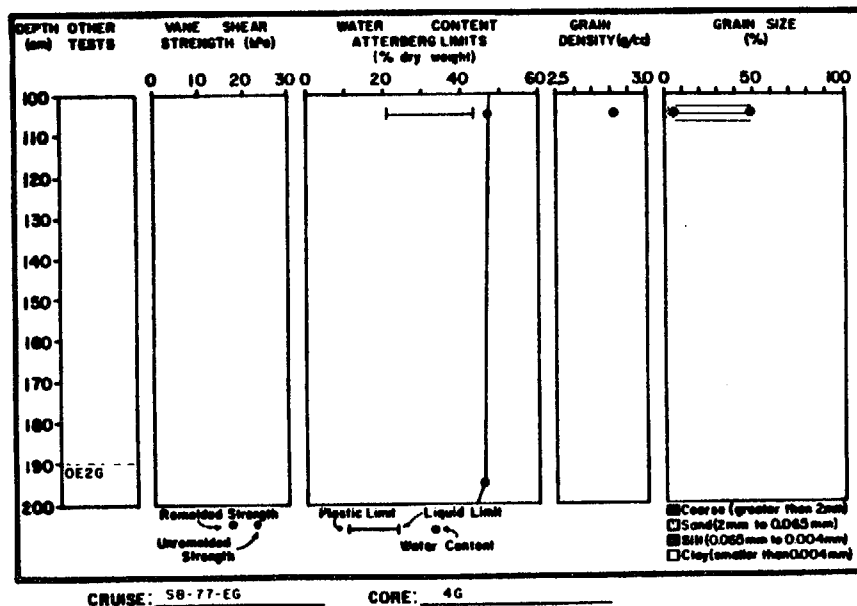 DEPTH OTHER VANE SHEAR WATER CONTENT GRAIN GRAIN SIZE
(cm) TESTS STRENGTH (kPa) ATTERBERG LIMITS DENSITY (g/cc) (%)
(% dry weight)
0 10 20 30 0 20 40 60 2.5 3.0 0 50 100
100
110
120
130
140
150
160
170
180
190
OE2G
200
Remolded Strength Plastic Limit Liquid Limit
Unremolded Strength Water Content
Coarse (greater than 2mm)
Sand (2mm to 0.065mm)
Silt (0.065mm to 0.004mm)
Clay (smaller than 0.004mm)
CRUISE: S8-77-EG CORE: 4G